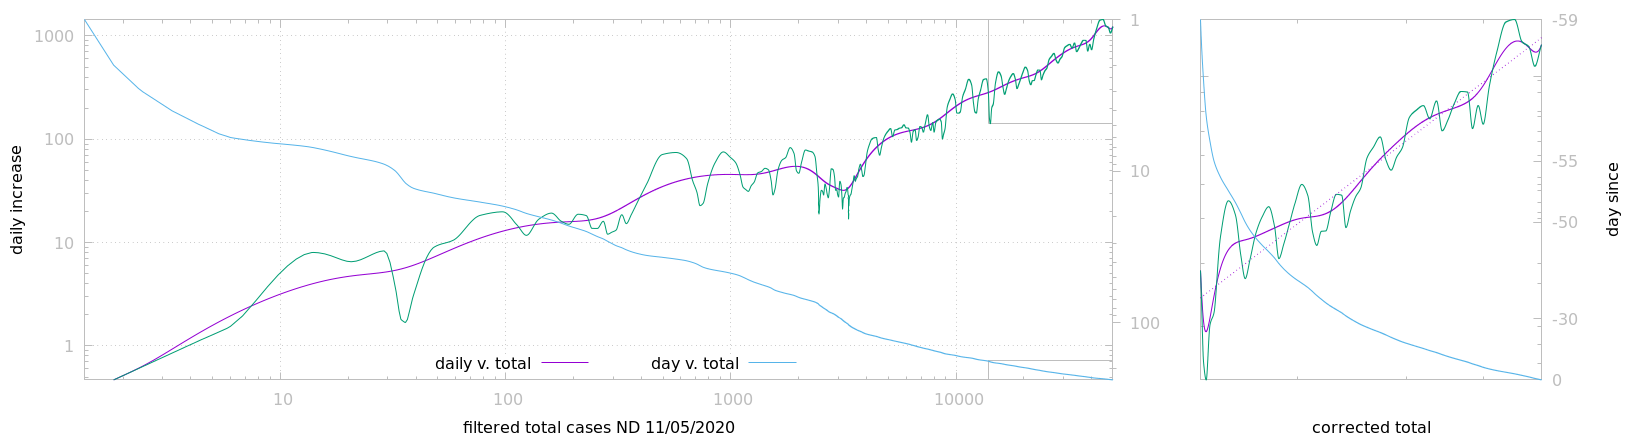 1000
100
10
1
daily increase
10
100
1000
10000
filtered total cases ND 11/05/2020
daily v. total
day v. total
1
10
100
-59
-55
-50
-30
0
day since
corrected total